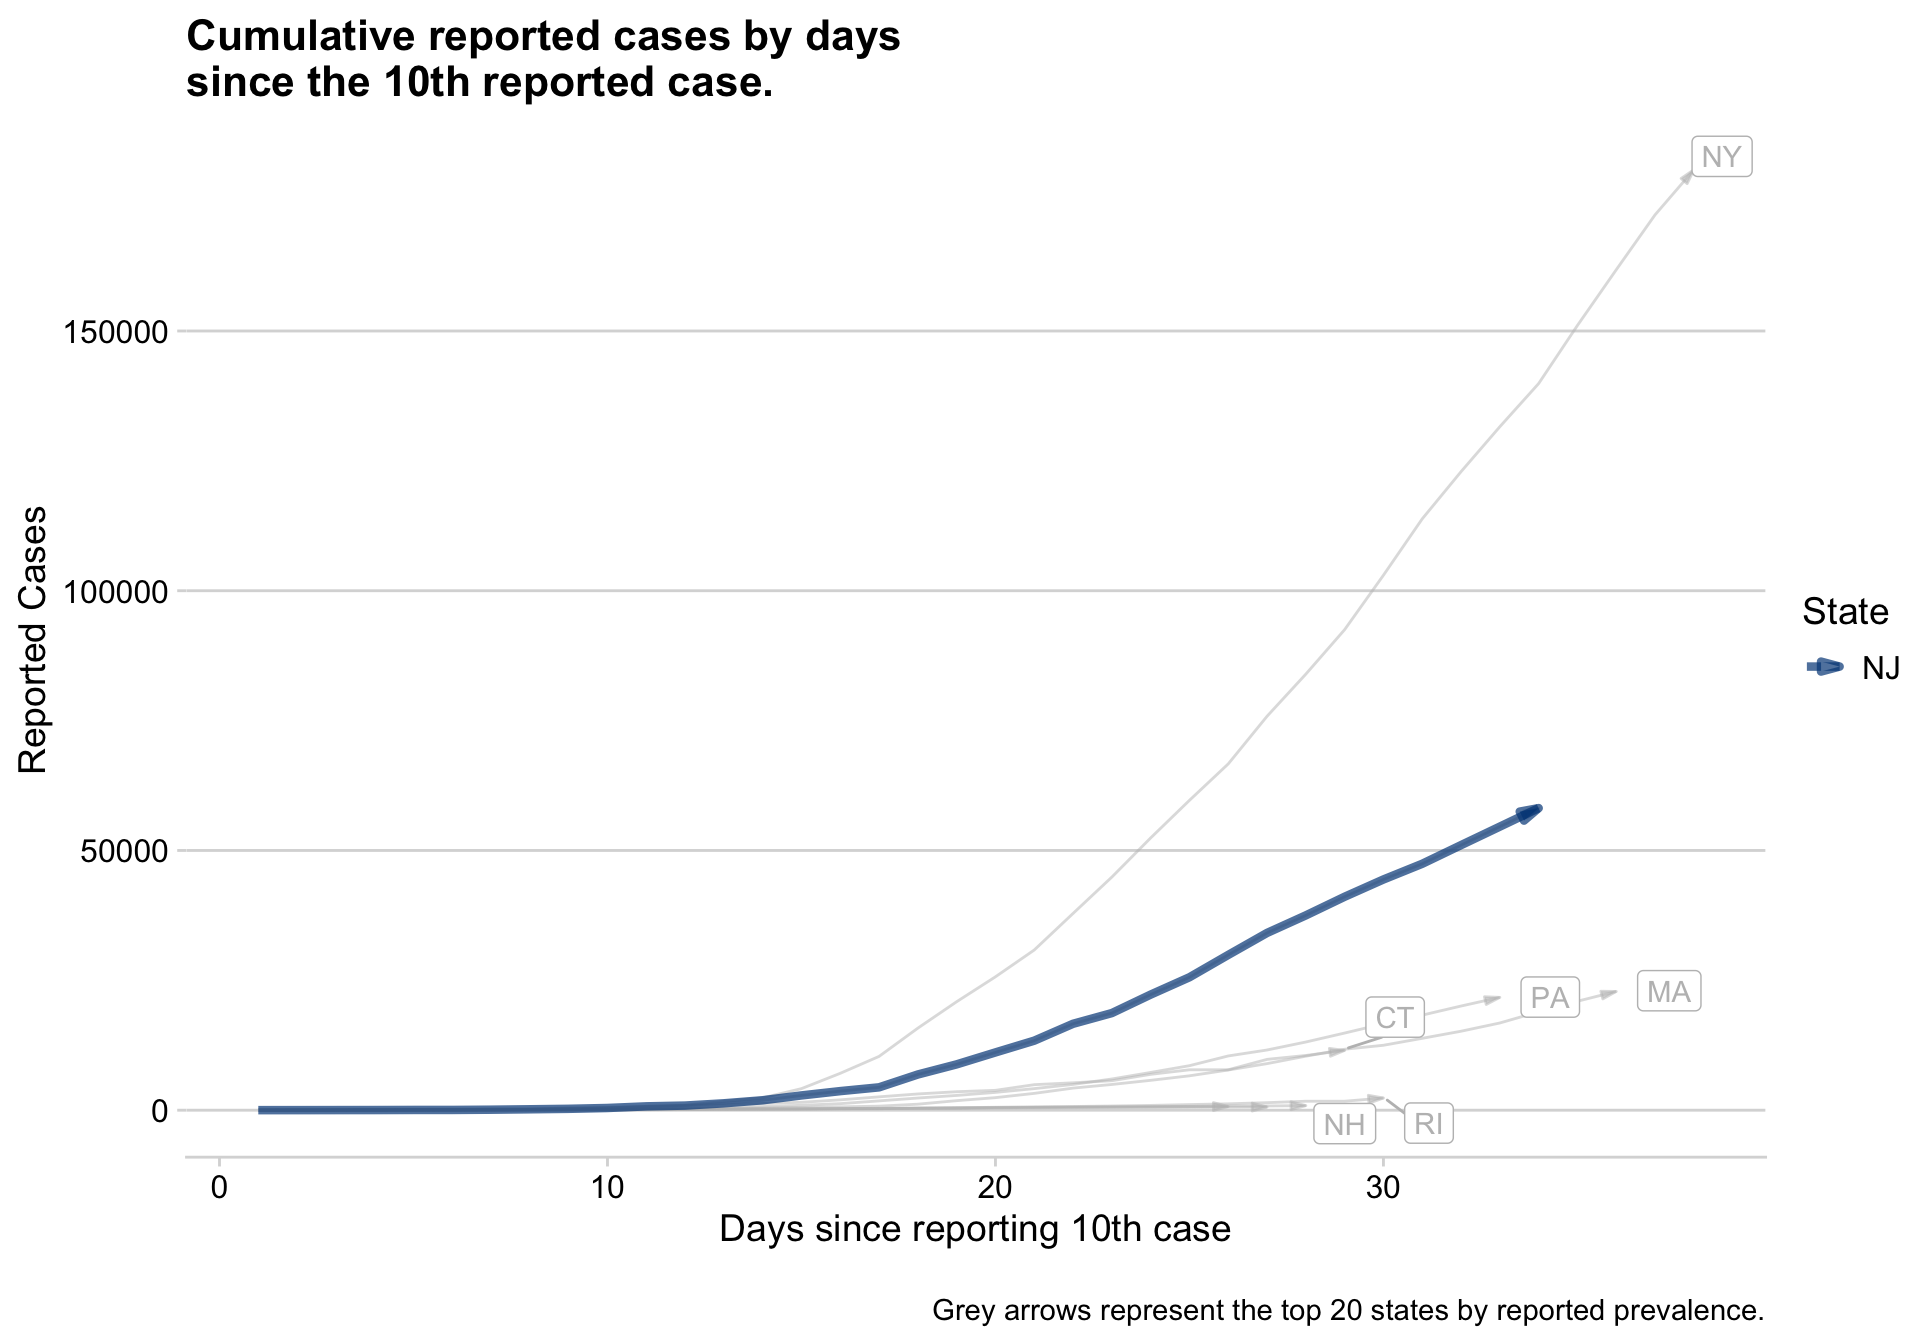 Cumulative reported cases by days
since the 10th reported case.
NY
150000
100000
50000
0
Reported Cases
State
NJ
CT
PA
MA
NH
RI
0 10 20 30
Days since reporting 10th case
Grey arrows represent the top 20 states by reported prevalence.